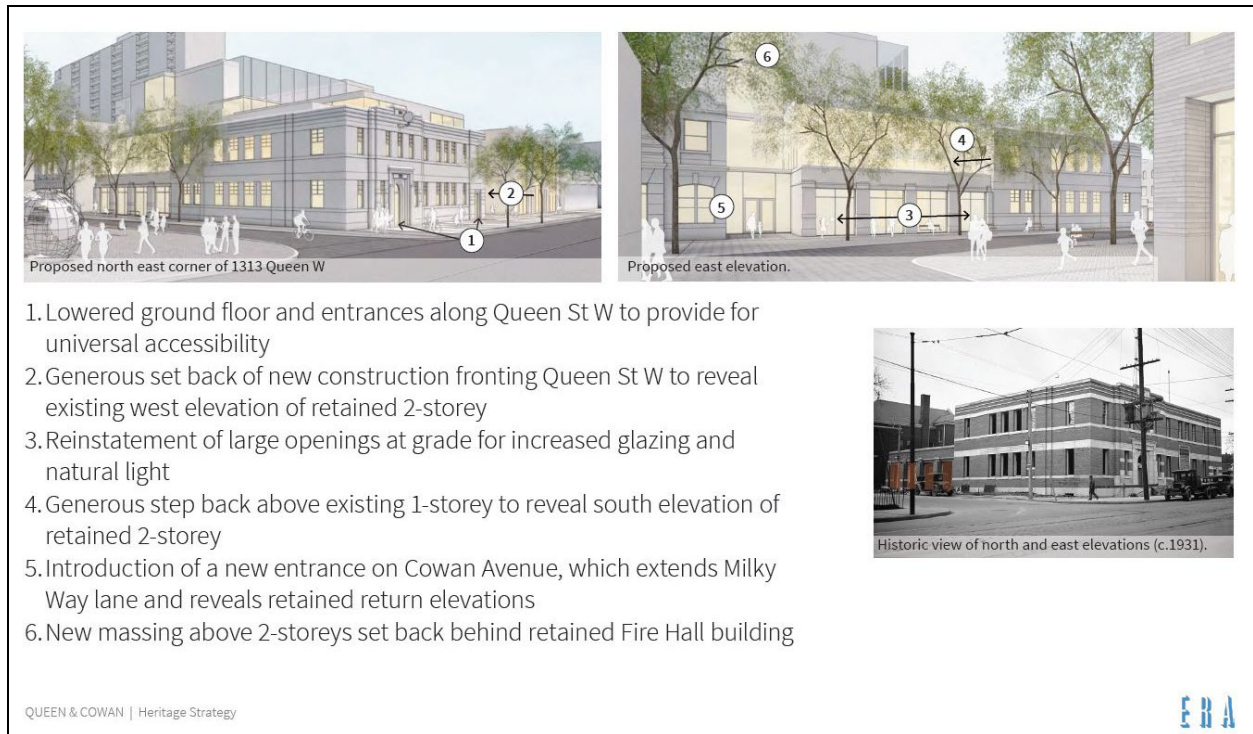 6
4
2
5
3
1
Proposed north east corner of 1313 Queen W
Proposed east elevation.
1. Lowered ground floor and entrances along Queen St W to provide for
universal accessibility
2. Generous set back of new construction fronting Queen St W to reveal
existing west elevation of retained 2-storey
3. Reinstatement of large openings at grade for increased glazing and
natural light
4. Generous step back above existing 1-storey to reveal south elevation of
retained 2-storey
5. Introduction of a new entrance on Cowan Avenue, which extends Milky
Way lane and reveals retained return elevations
6. New massing above 2-storeys set back behind retained Fire Hall building
Historic view of north and east elevations (c.1931).
QUEEN & COWAN | Heritage Strategy
ERA